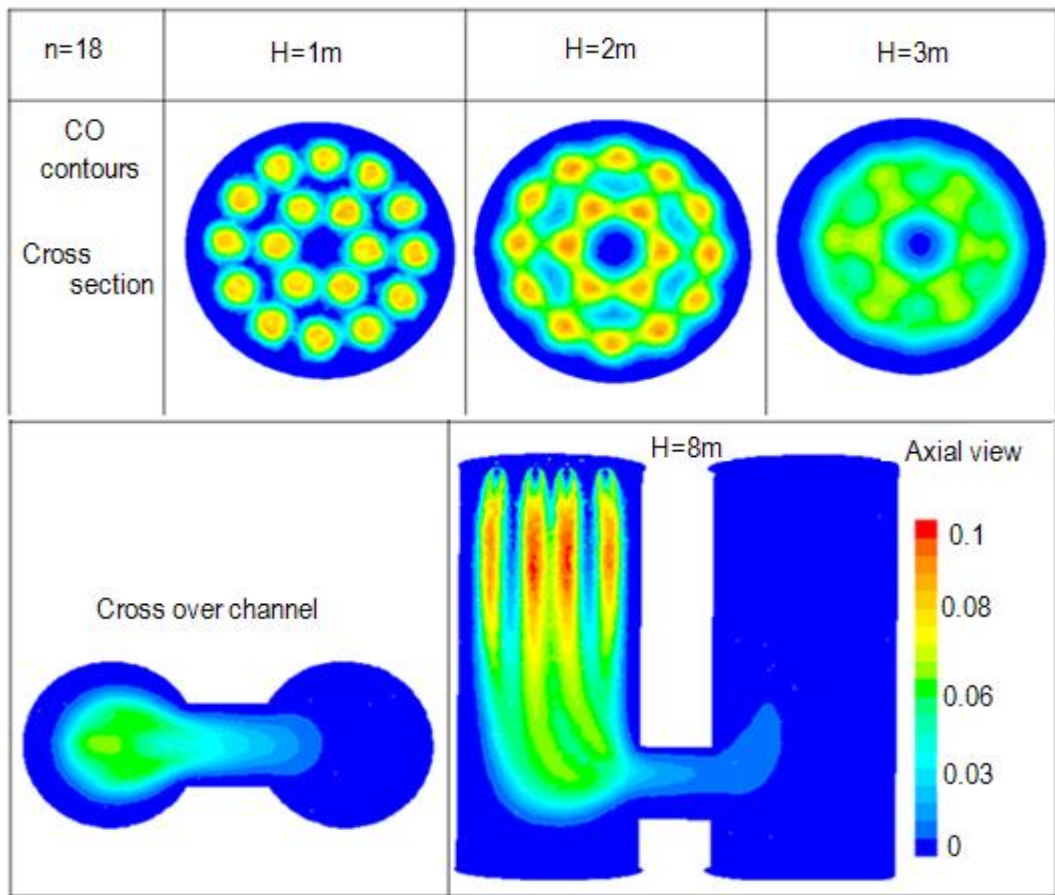 n=18
H=1m
H=2m
H=3m
CO
contours
Cross
section
Cross over channel
H=8m
Axial view
0.1
0.08
0.06
0.03
0